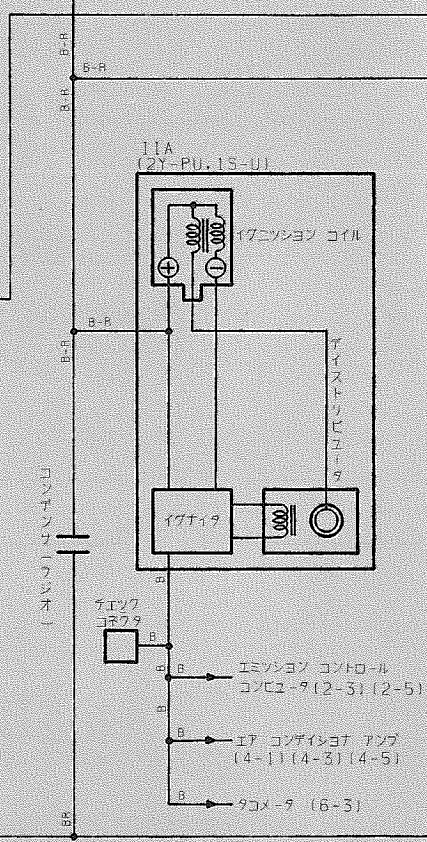 B-R
B-R
B-R
IIA
(2Y-PU,1S-U)
イグニッション コイル
B-R
B-R
ディストリビュータ
コンデンサ(ラジオ)
イグナイタ
B
チェック
コネクタ
B
B
B
エミッション コントロール
コンピュータ(2-3)(2-5)
B
B
エア コンディショナ アンプ
(4-1)(4-3)(4-5)
B
タコメータ (6-3)
BR